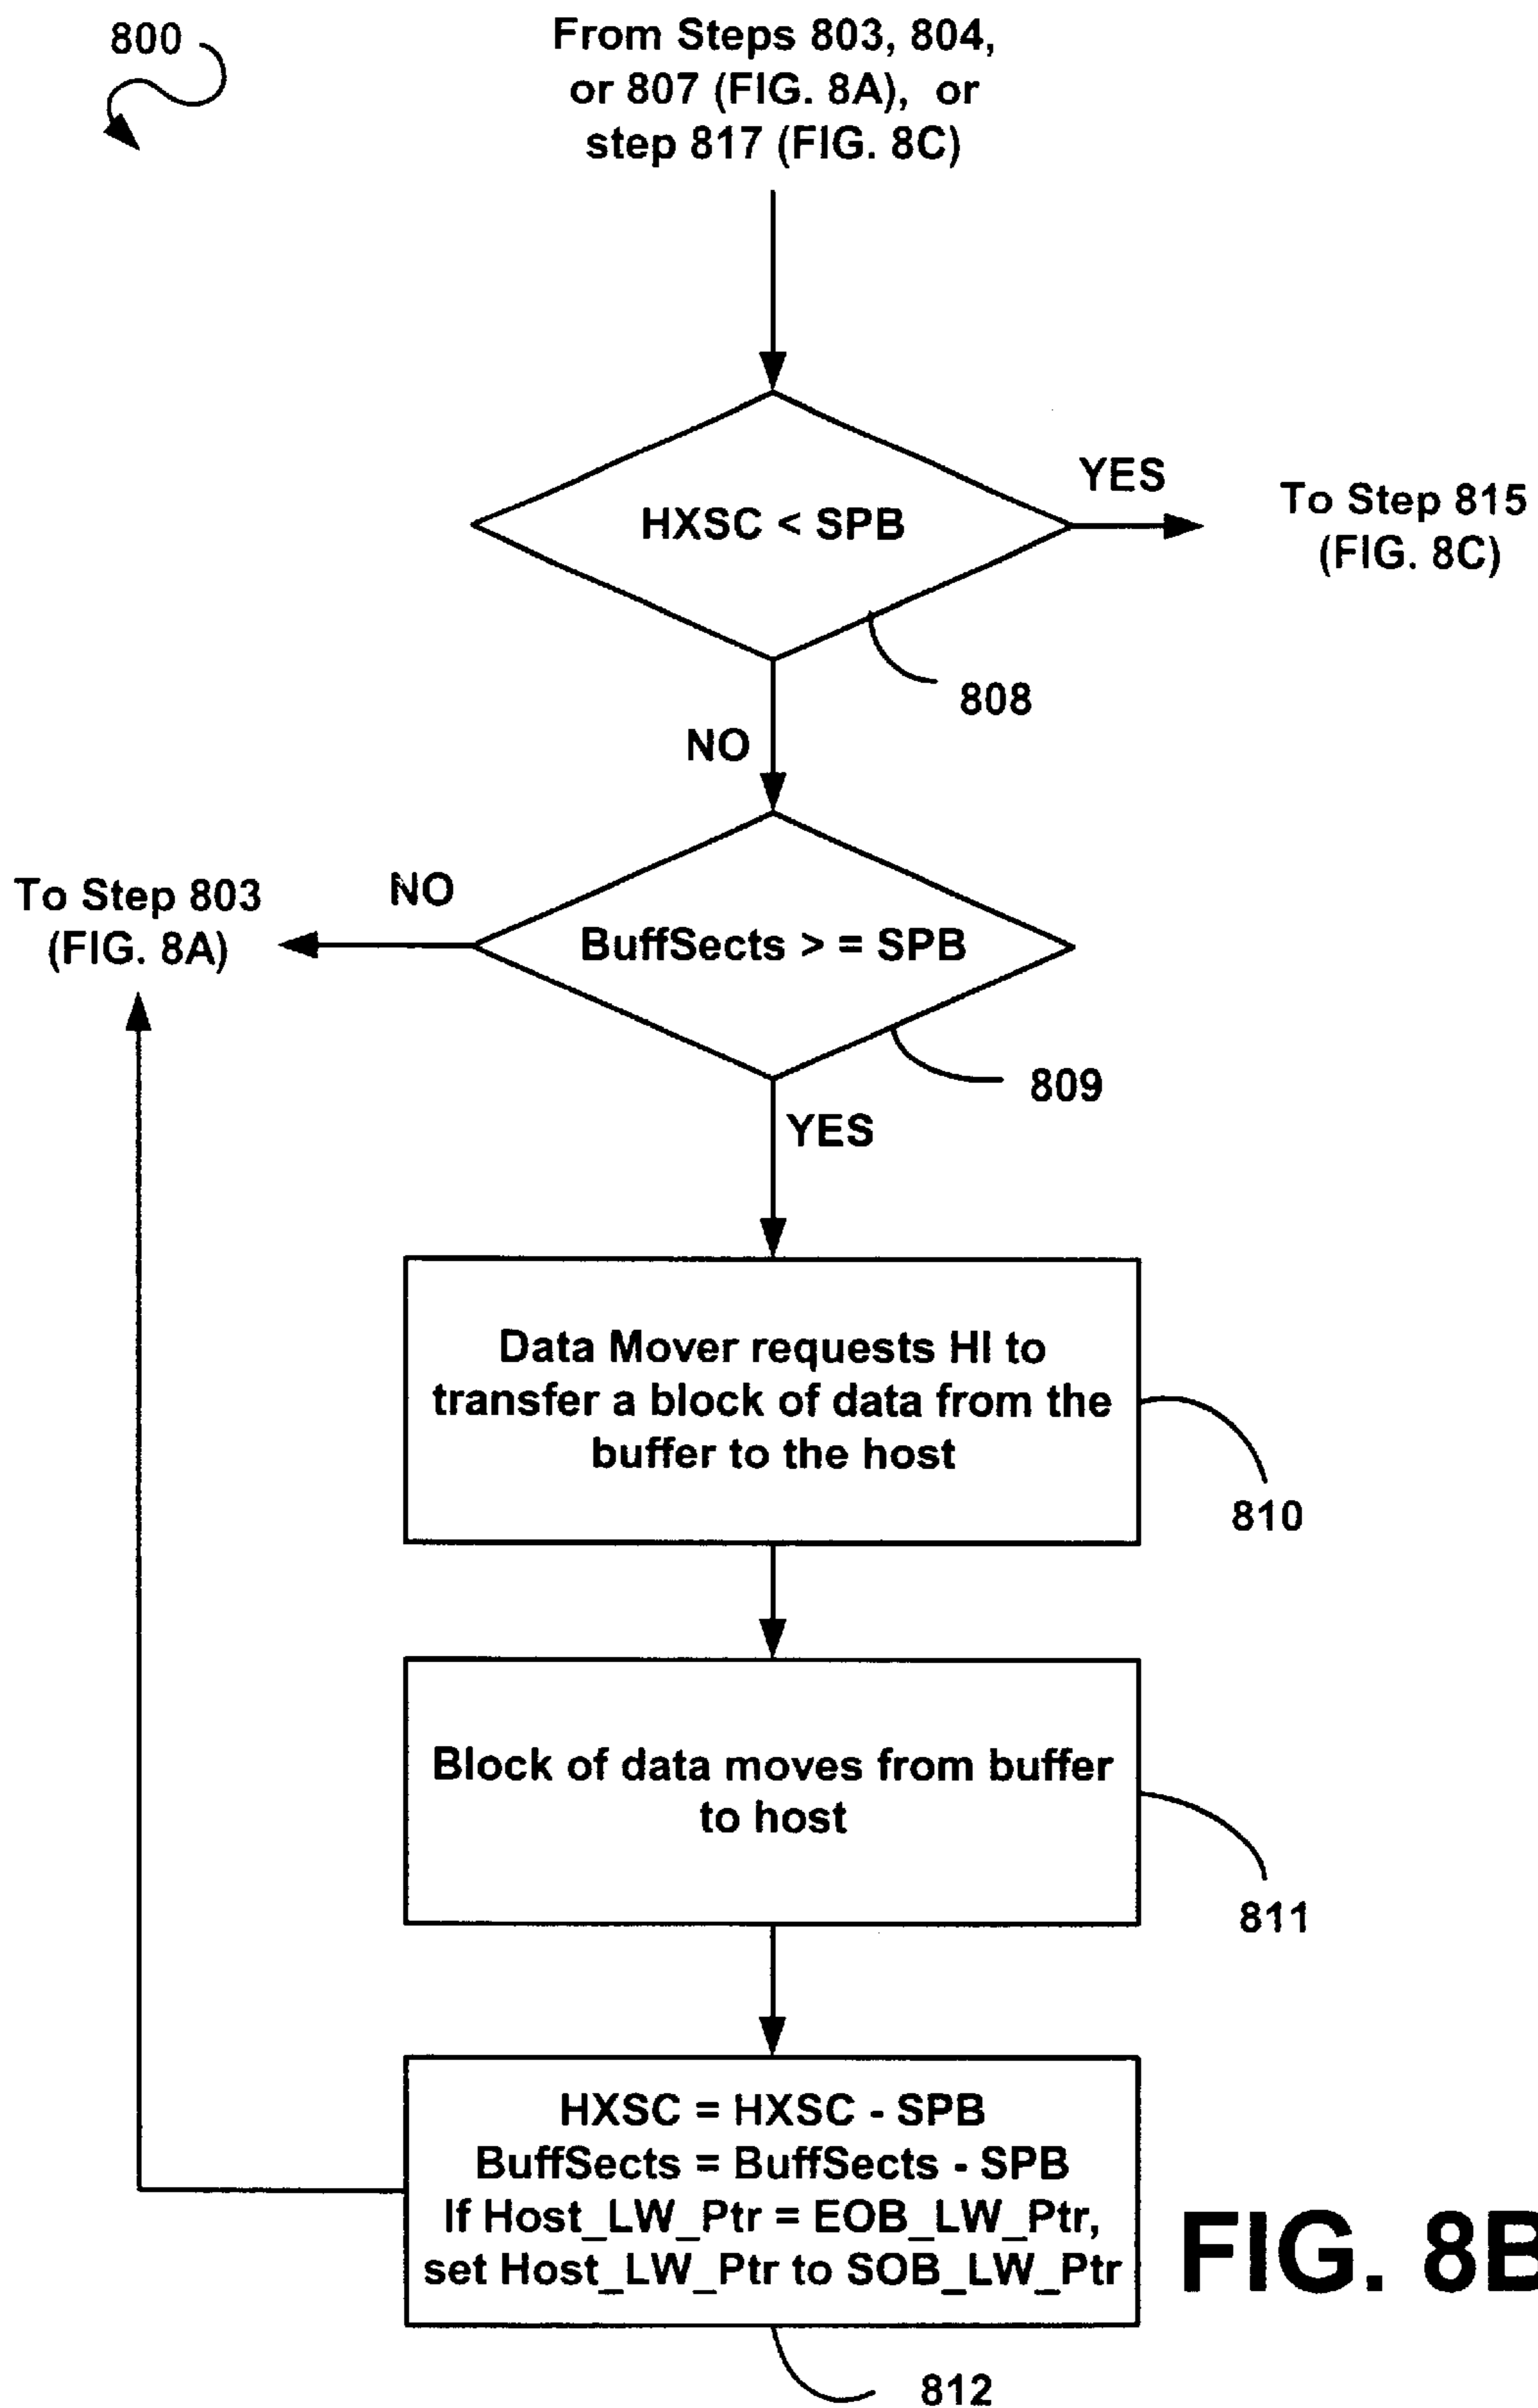 800
From Steps 803, 804,
or 807 (FIG. 8A), or
step 817 (FIG. 8C)
HXSC < SPB
YES
To Step 815
(FIG. 8C)
808
NO
To Step 803
(FIG. 8A)
NO
BuffSects > = SPB
809
YES
Data Mover requests HI to
transfer a block of data from the
buffer to the host
810
Block of data moves from buffer
to host
811
HXSC = HXSC - SPB
BuffSects = BuffSects - SPB
If Host_LW_Ptr = EOB_LW_Ptr,
set Host_LW_Ptr to SOB_LW_Ptr
812
FIG. 8B